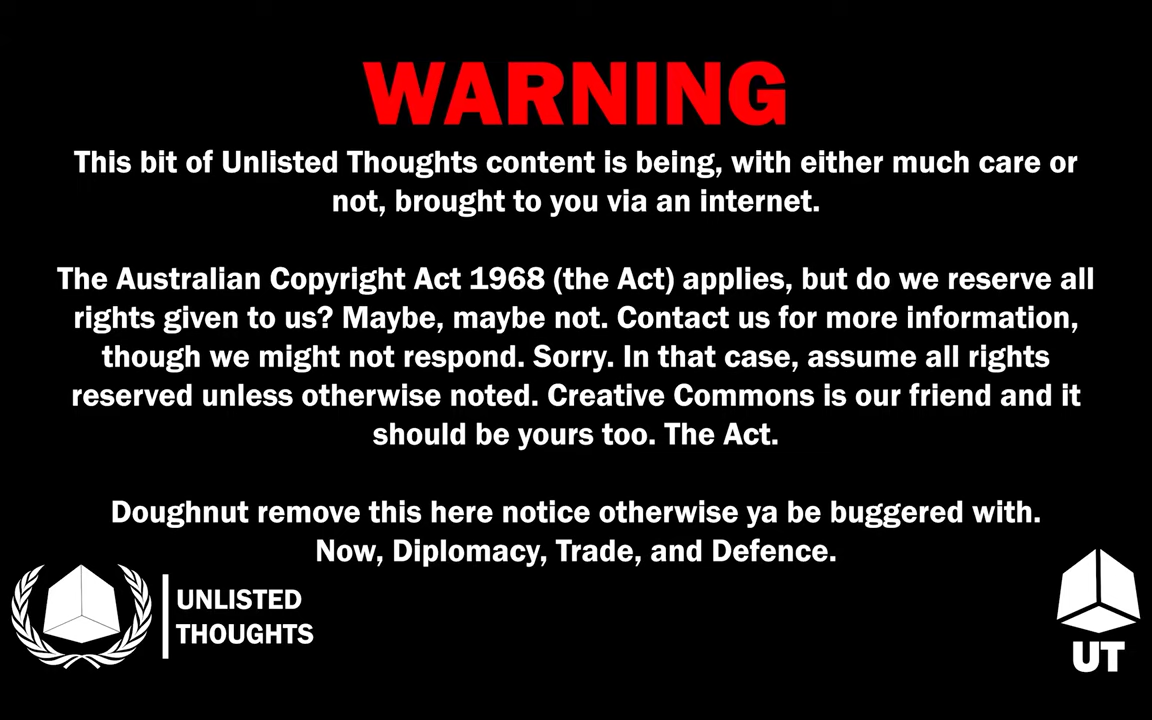 WARNING
This bit of Unlisted Thoughts content is being, with either much care or
not, brought to you via an internet.
The Australian Copyright Act 1968 (the Act) applies, but do we reserve all
rights given to us? Maybe, maybe not. Contact us for more information,
though we might not respond. Sorry. In that case, assume all rights
reserved unless otherwise noted. Creative Commons is our friend and it
should be yours too. The Act.
Doughnut remove this here notice otherwise ya be buggered with.
Now, Diplomacy, Trade, and Defence.
UNLISTED
THOUGHTS
UT